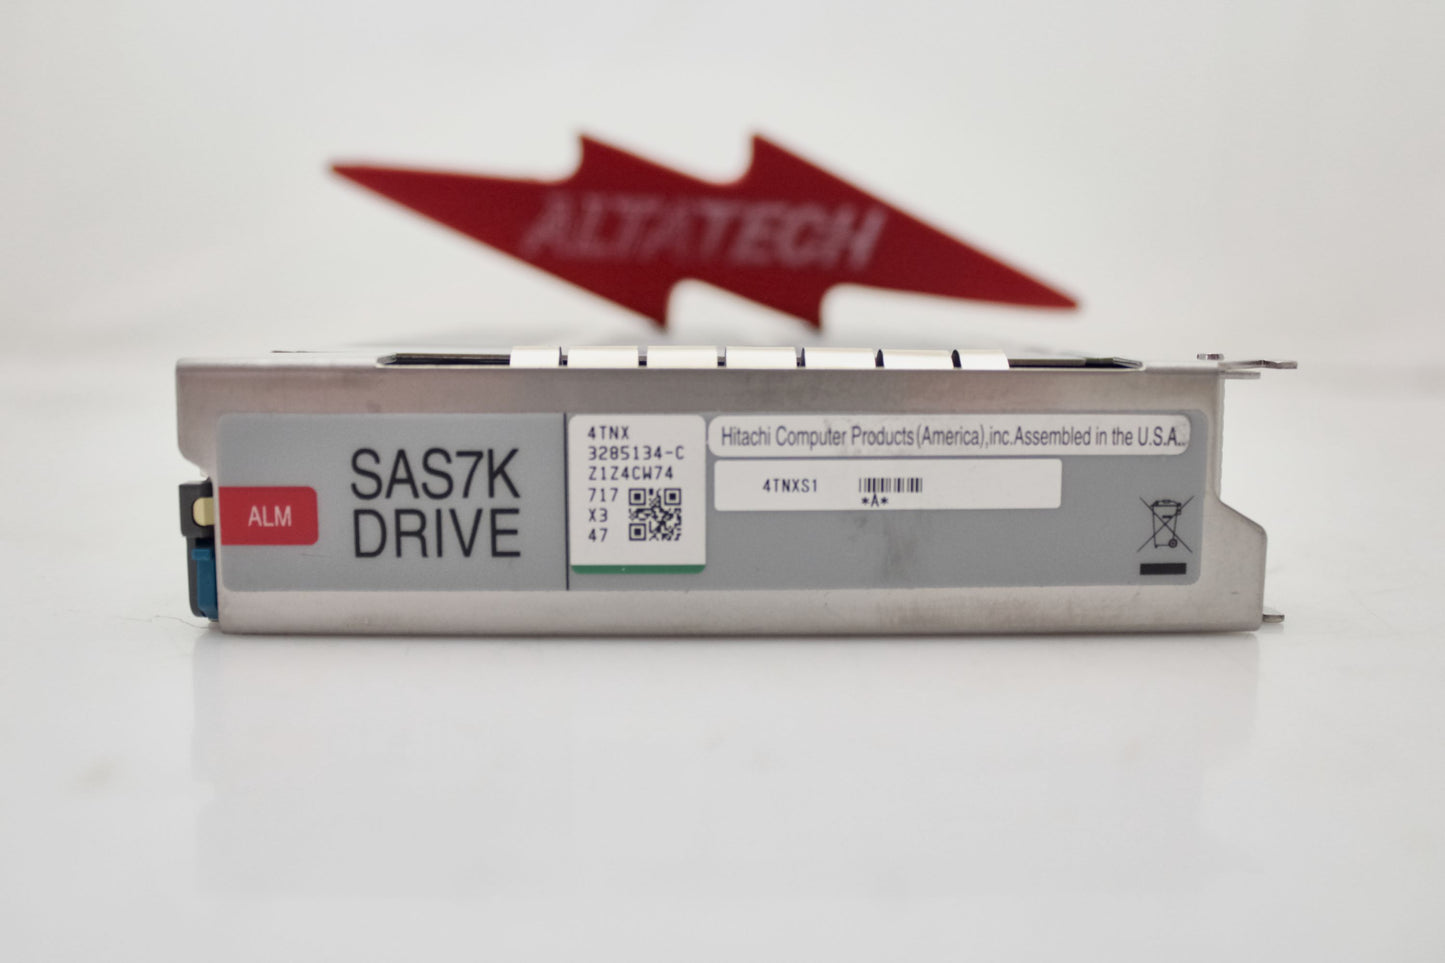 ALTATECH
ALM
SAS7K
DRIVE
4TNX
3285134-C
Z1Z4CW74
717
X3
47
Hitachi Computer Products(America),inc.Assembled in the U.S.A..
4TNXS1
*A*